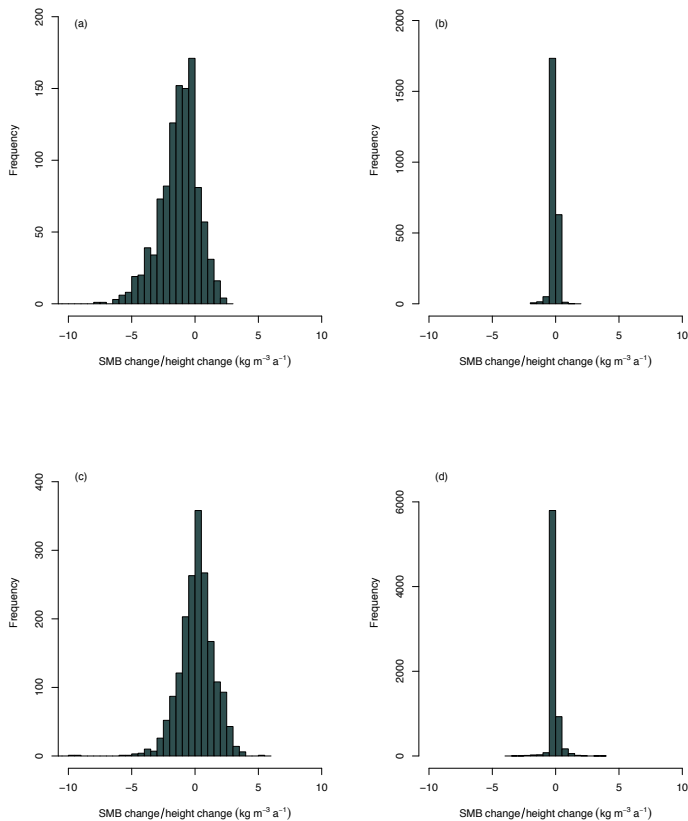 (a)
200
150
100
50
0
Frequency
−10 −5 0 5 10
SMB change/height change (kg m⁻³ a⁻¹)
(b)
2000
1500
1000
500
0
Frequency
−10 −5 0 5 10
SMB change/height change (kg m⁻³ a⁻¹)
(c)
400
300
200
100
0
Frequency
−10 −5 0 5 10
SMB change/height change (kg m⁻³ a⁻¹)
(d)
6000
4000
2000
0
Frequency
−10 −5 0 5 10
SMB change/height change (kg m⁻³ a⁻¹)